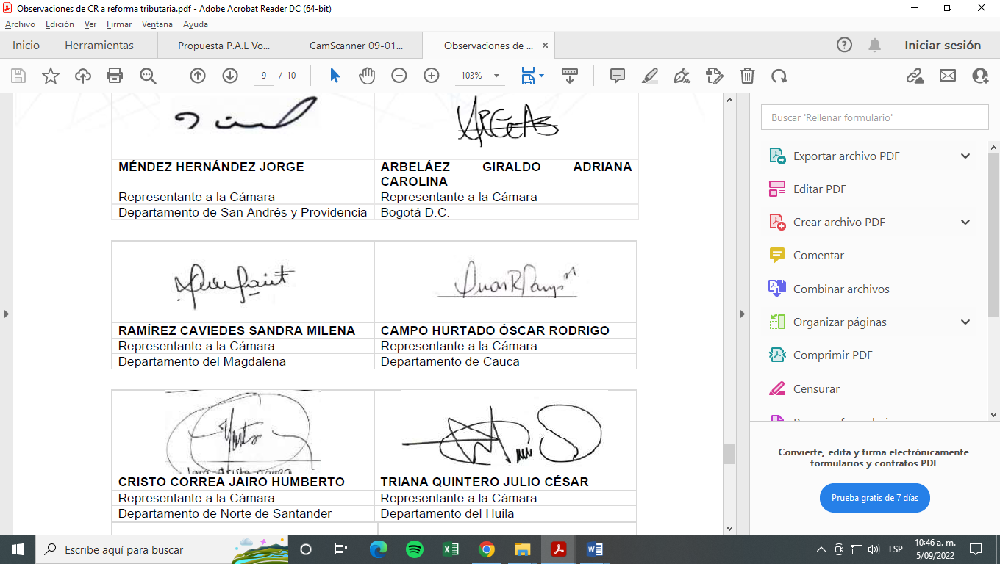 Observaciones de CR a reforma tributaria.pdf - Adobe Acrobat Reader DC (64-bit)
Archivo Edición Ver Firmar Ventana Ayuda
Inicio Herramientas Propuesta P.A.L Vo... CamScanner 09-01... Observaciones de ... × Iniciar sesión
9 / 10 103%
VARGAS
MÉNDEZ HERNÁNDEZ JORGE
ARBELÁEZ GIRALDO ADRIANA
CAROLINA
Representante a la Cámara
Representante a la Cámara
Departamento de San Andrés y Providencia
Bogotá D.C.
RAMÍREZ CAVIEDES SANDRA MILENA
CAMPO HURTADO ÓSCAR RODRIGO
Representante a la Cámara
Representante a la Cámara
Departamento del Magdalena
Departamento de Cauca
CRISTO CORREA JAIRO HUMBERTO
TRIANA QUINTERO JULIO CÉSAR
Representante a la Cámara
Representante a la Cámara
Departamento de Norte de Santander
Departamento del Huila
Buscar 'Rellenar formulario'
Exportar archivo PDF
Editar PDF
Crear archivo PDF
Comentar
Combinar archivos
Organizar páginas
Comprimir PDF
Censurar
Convierte, edita y firma electrónicamente
formularios y contratos PDF
Prueba gratis de 7 días
Escribe aquí para buscar
ESP
10:46 a. m.
5/09/2022